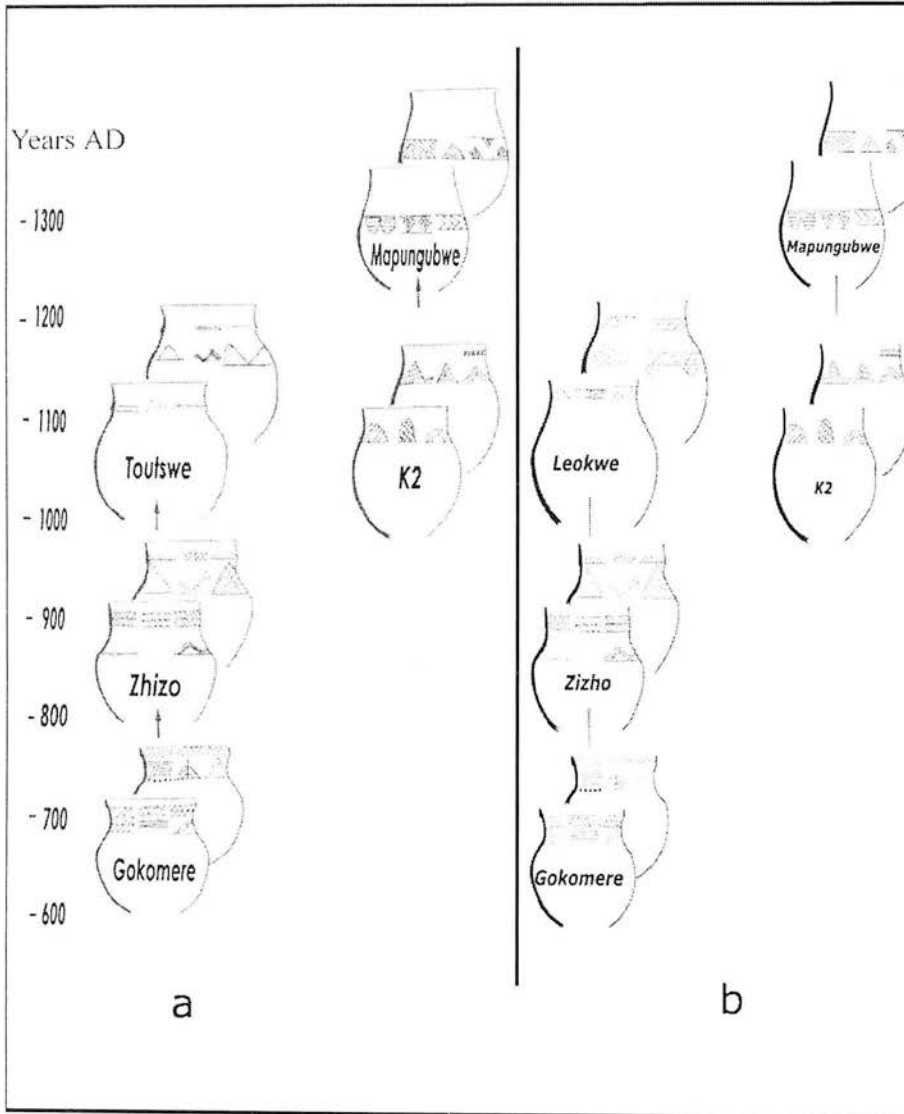 Years AD
- 1300
- 1200
- 1100
- 1000
- 900
- 800
- 700
- 600
Mapungubwe
K2
Toutswe
Zhizo
Gokomere
a
Mapungubwe
K2
Leokwe
Zizho
Gokomere
b